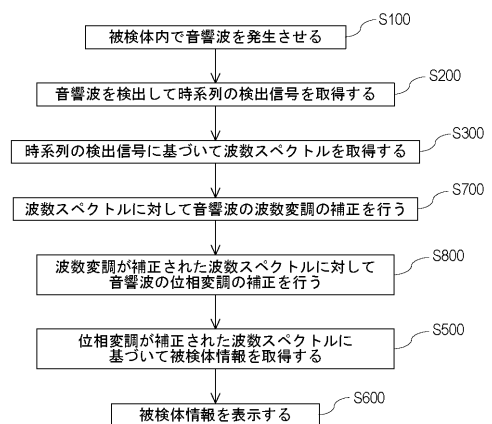 S100
被検体内で音響波を発生させる
S200
音響波を検出して時系列の検出信号を取得する
S300
時系列の検出信号に基づいて波数スペクトルを取得する
S700
波数スペクトルに対して音響波の波数変調の補正を行う
S800
波数変調が補正された波数スペクトルに対して
音響波の位相変調の補正を行う
S500
位相変調が補正された波数スペクトルに
基づいて被検体情報を取得する
S600
被検体情報を表示する